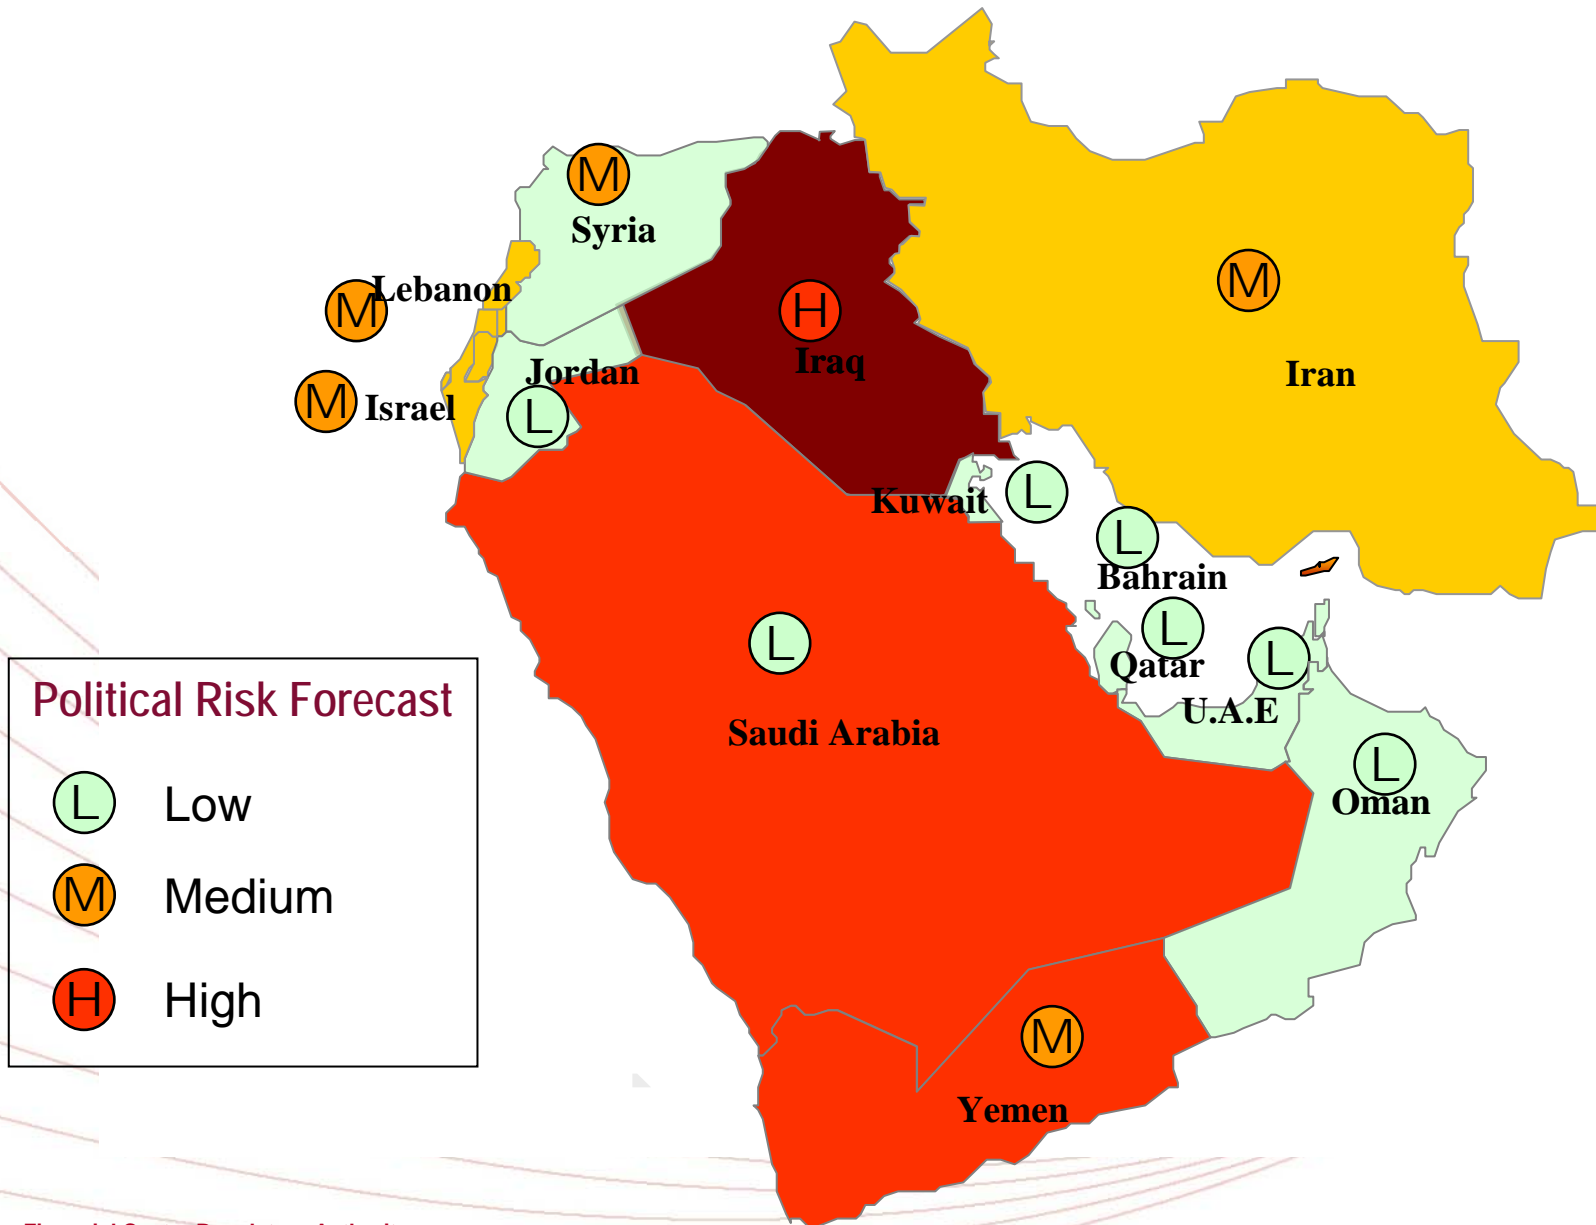 M
Syria
M
Lebanon
M
H
Iraq
Iran
Jordan
M
Israel
L
Kuwait
L
L
Bahrain
L
Qatar
L
U.A.E
L
Saudi Arabia
L
Oman
M
Yemen
Political Risk Forecast
L Low
M Medium
H High